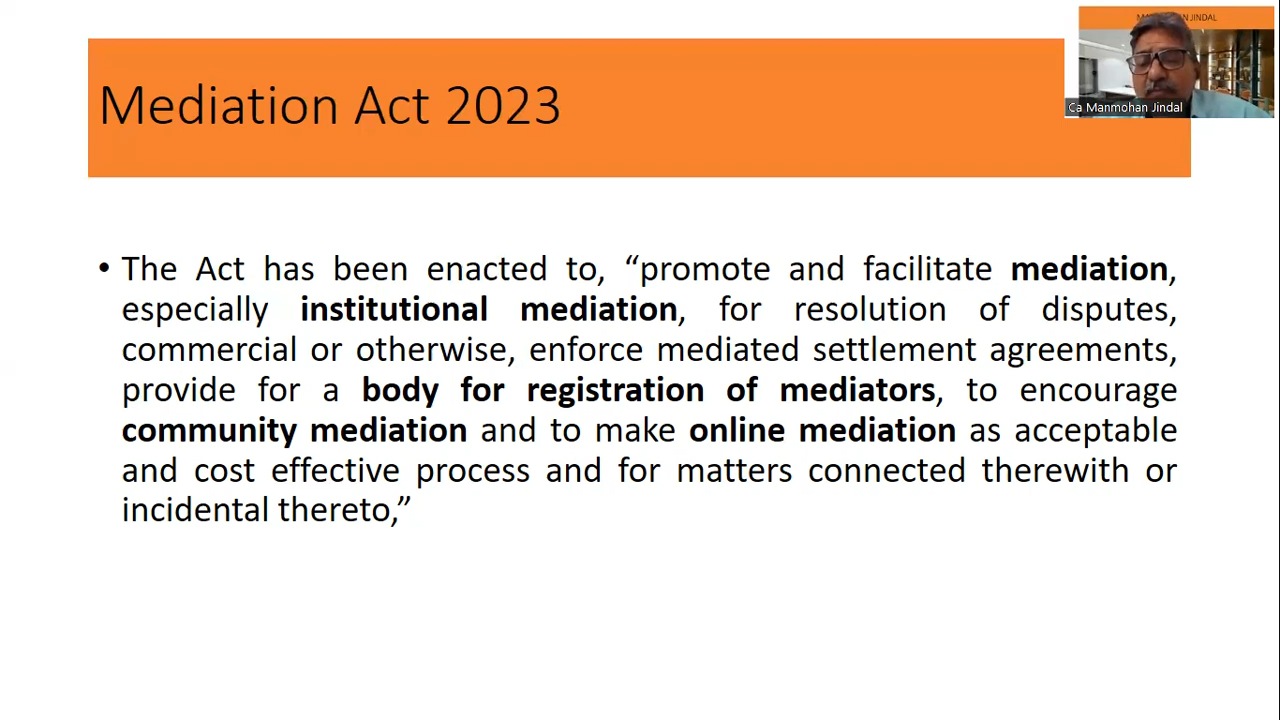 Mediation Act 2023
JINDAL
Ca Manmohan Jindal
• The Act has been enacted to, “promote and facilitate mediation,
especially institutional mediation, for resolution of disputes,
commercial or otherwise, enforce mediated settlement agreements,
provide for a body for registration of mediators, to encourage
community mediation and to make online mediation as acceptable
and cost effective process and for matters connected therewith or
incidental thereto,”